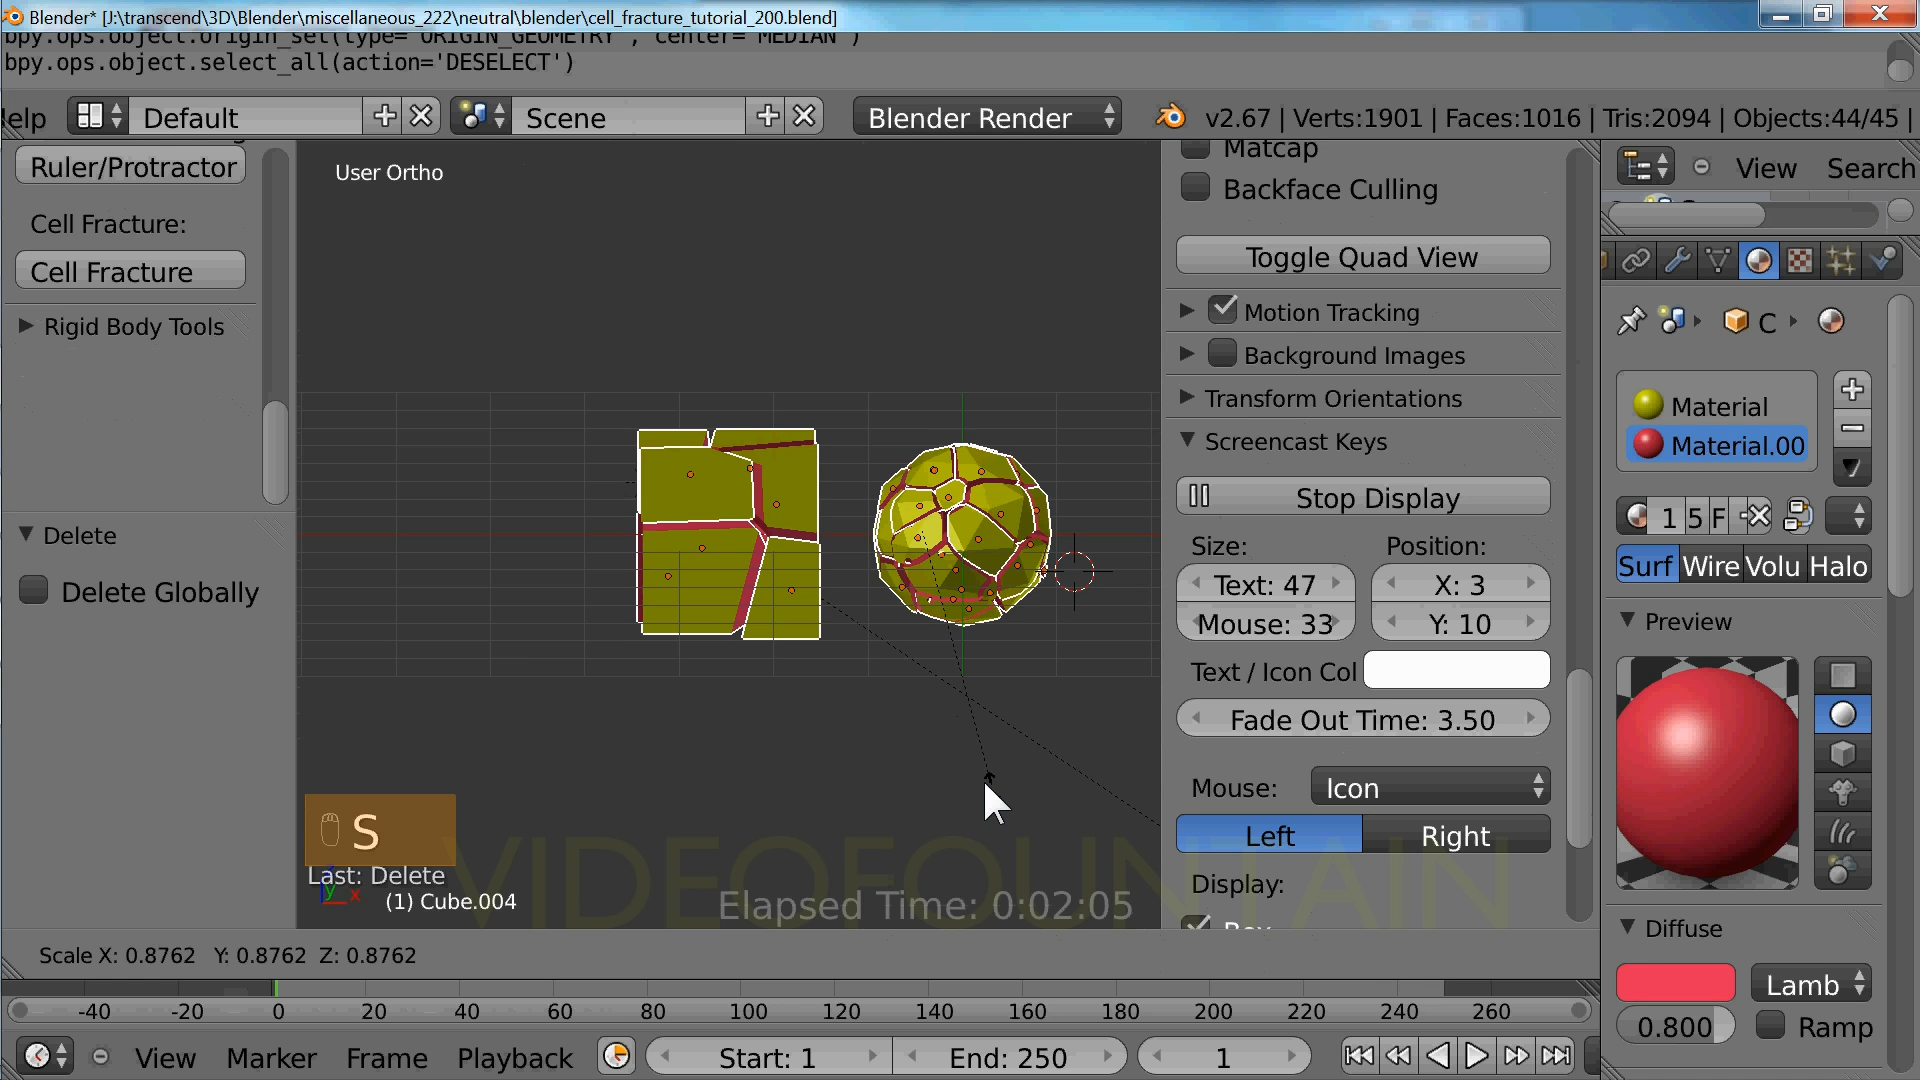 Blender* [J:\transcend\3D\Blender\miscellaneous_222\neutral\blender\cell_fracture_tutorial_200.blend]
bpy.ops.object.origin_set(type='ORIGIN_GEOMETRY', center='MEDIAN')
bpy.ops.object.select_all(action='DESELECT')
elp
Default
Scene
Blender Render
v2.67 | Verts:1901 | Faces:1016 | Tris:2094 | Objects:44/45 |
Ruler/Protractor
Cell Fracture:
Cell Fracture
Rigid Body Tools
Delete
Delete Globally
User Ortho
S
Last: Delete
y x
(1) Cube.004
Elapsed Time: 0:02:05
VIDEOFOUNTAIN
Matcap
Backface Culling
Toggle Quad View
Motion Tracking
Background Images
Transform Orientations
Screencast Keys
Stop Display
Size: Position:
Text: 47 X: 3
Mouse: 33 Y: 10
Text / Icon Col
Fade Out Time: 3.50
Mouse: Icon
Left Right
Display:
Box
View Search
C
Material
Material.00
1 5 F
Surf Wire Volu Halo
Preview
Diffuse
Lamb
0.800 Ramp
Scale X: 0.8762 Y: 0.8762 Z: 0.8762
-40 -20 0 20 40 60 80 100 120 140 160 180 200 220 240 260
View Marker Frame Playback Start: 1 End: 250 1